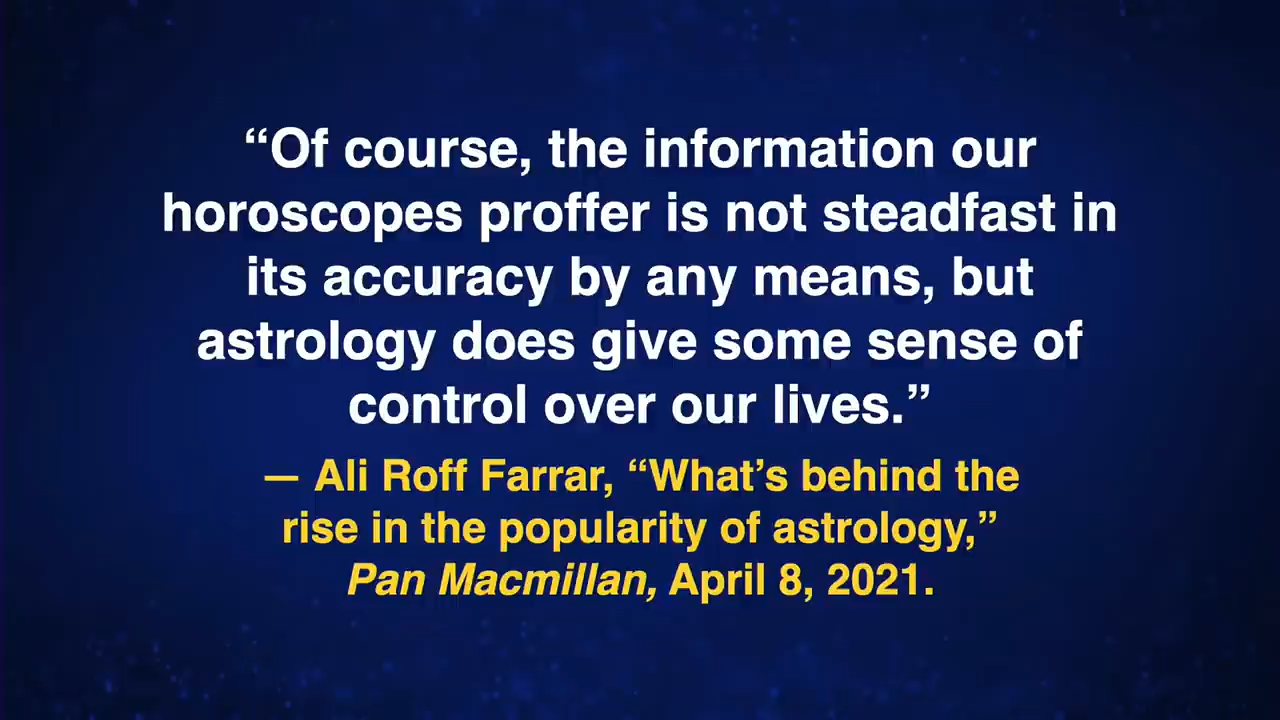 “Of course, the information our
horoscopes proffer is not steadfast in
its accuracy by any means, but
astrology does give some sense of
control over our lives.”
— Ali Roff Farrar, “What’s behind the
rise in the popularity of astrology,”
Pan Macmillan, April 8, 2021.